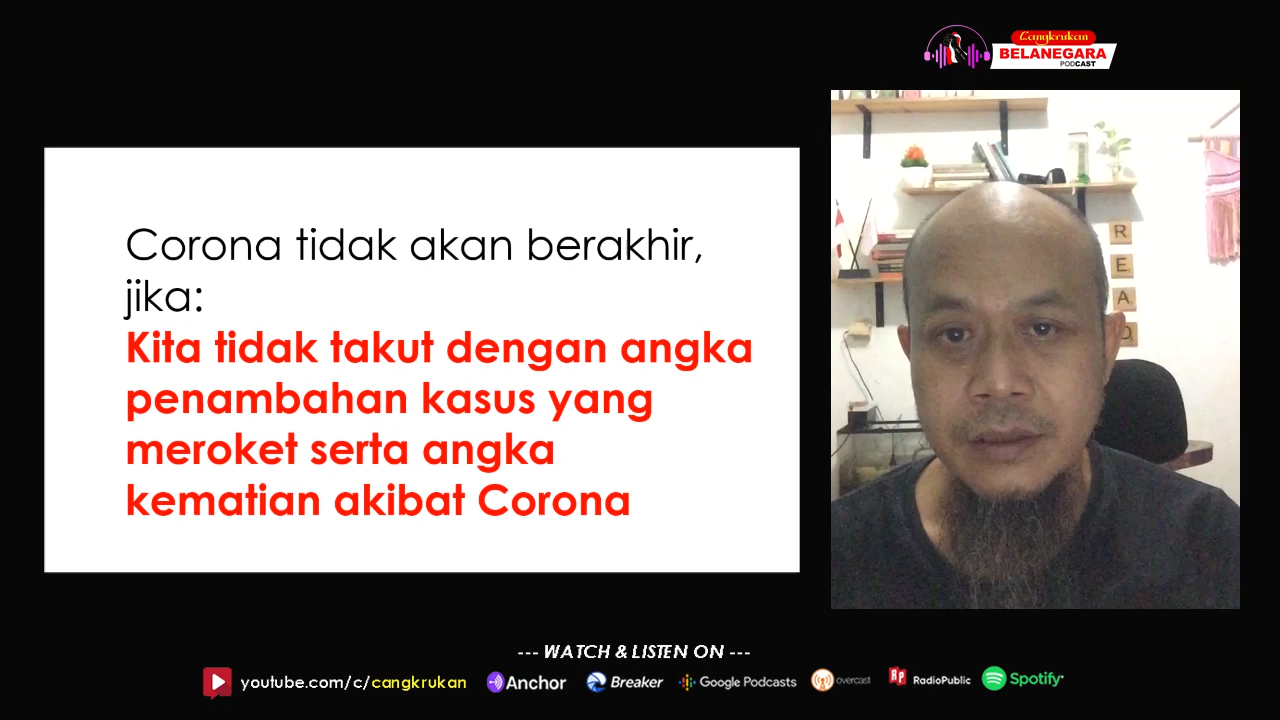 Cangkrukan
BELANEGARA
PODCAST
Corona tidak akan berakhir,
jika:
Kita tidak takut dengan angka
penambahan kasus yang
meroket serta angka
kematian akibat Corona
R
E
A
D
--- WATCH & LISTEN ON ---
youtube.com/c/cangkrukan
Anchor
Breaker
Google Podcasts
overcast
RadioPublic
Spotify